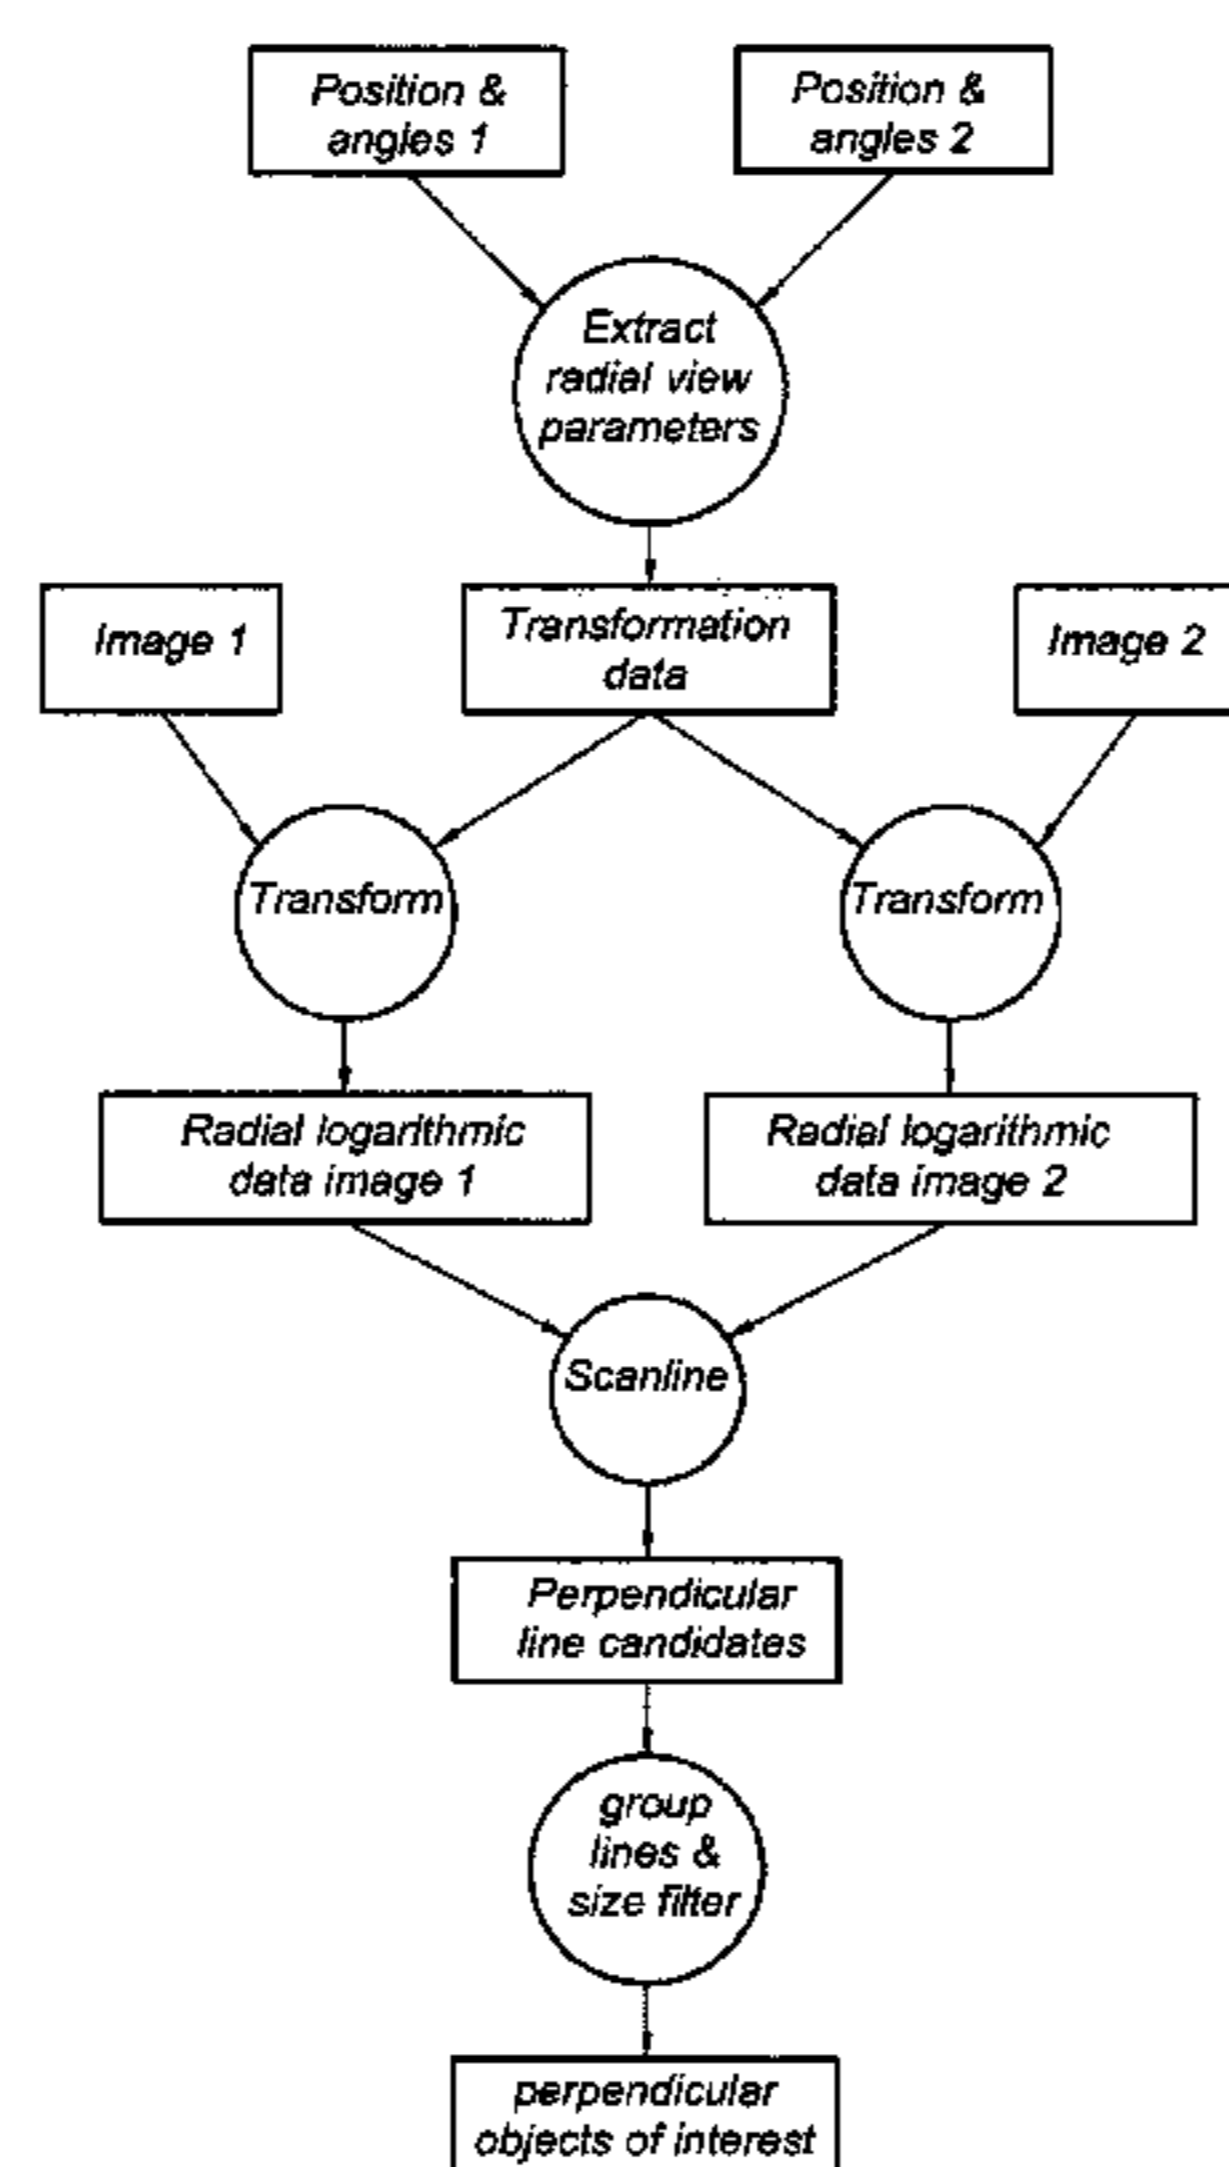 Position &
angles 1
Position &
angles 2
Extract
radial view
parameters
Image 1
Transformation
data
Image 2
Transform
Transform
Radial logarithmic
data image 1
Radial logarithmic
data image 2
Scanline
Perpendicular
line candidates
group
lines &
size filter
perpendicular
objects of interest